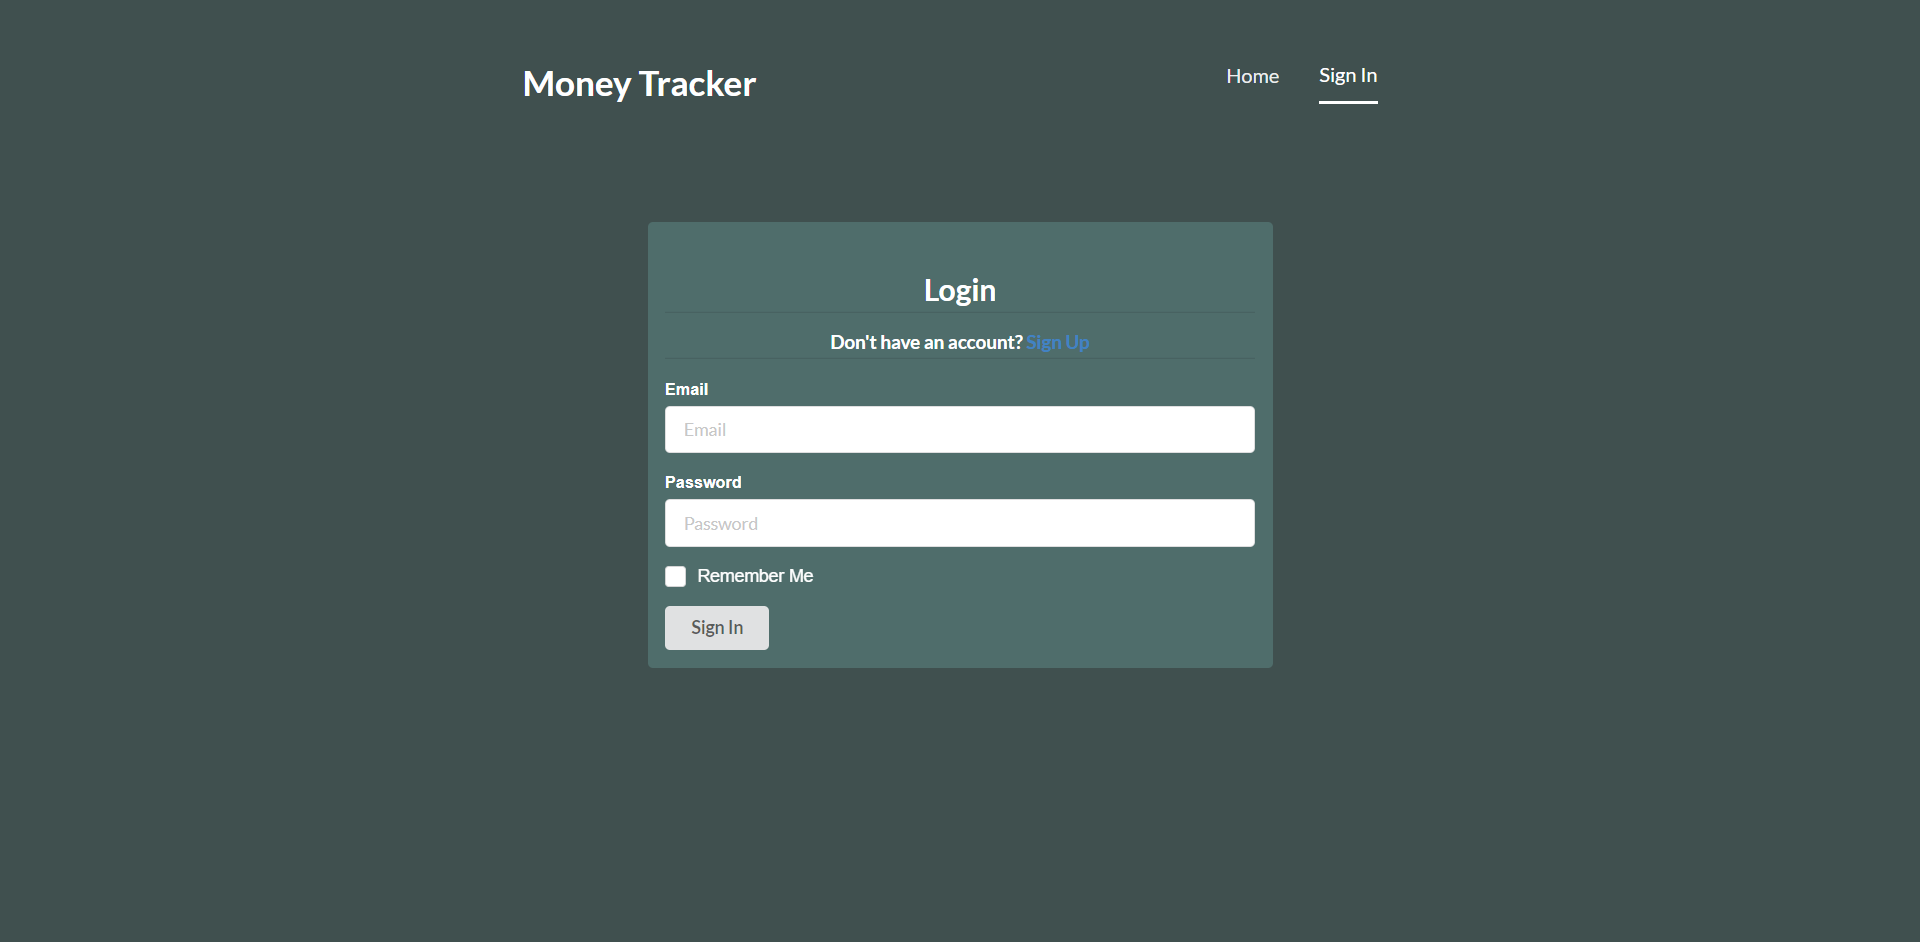 Money Tracker
Home Sign In
Login
Don't have an account? Sign Up
Email
Email
Password
Password
Remember Me
Sign In